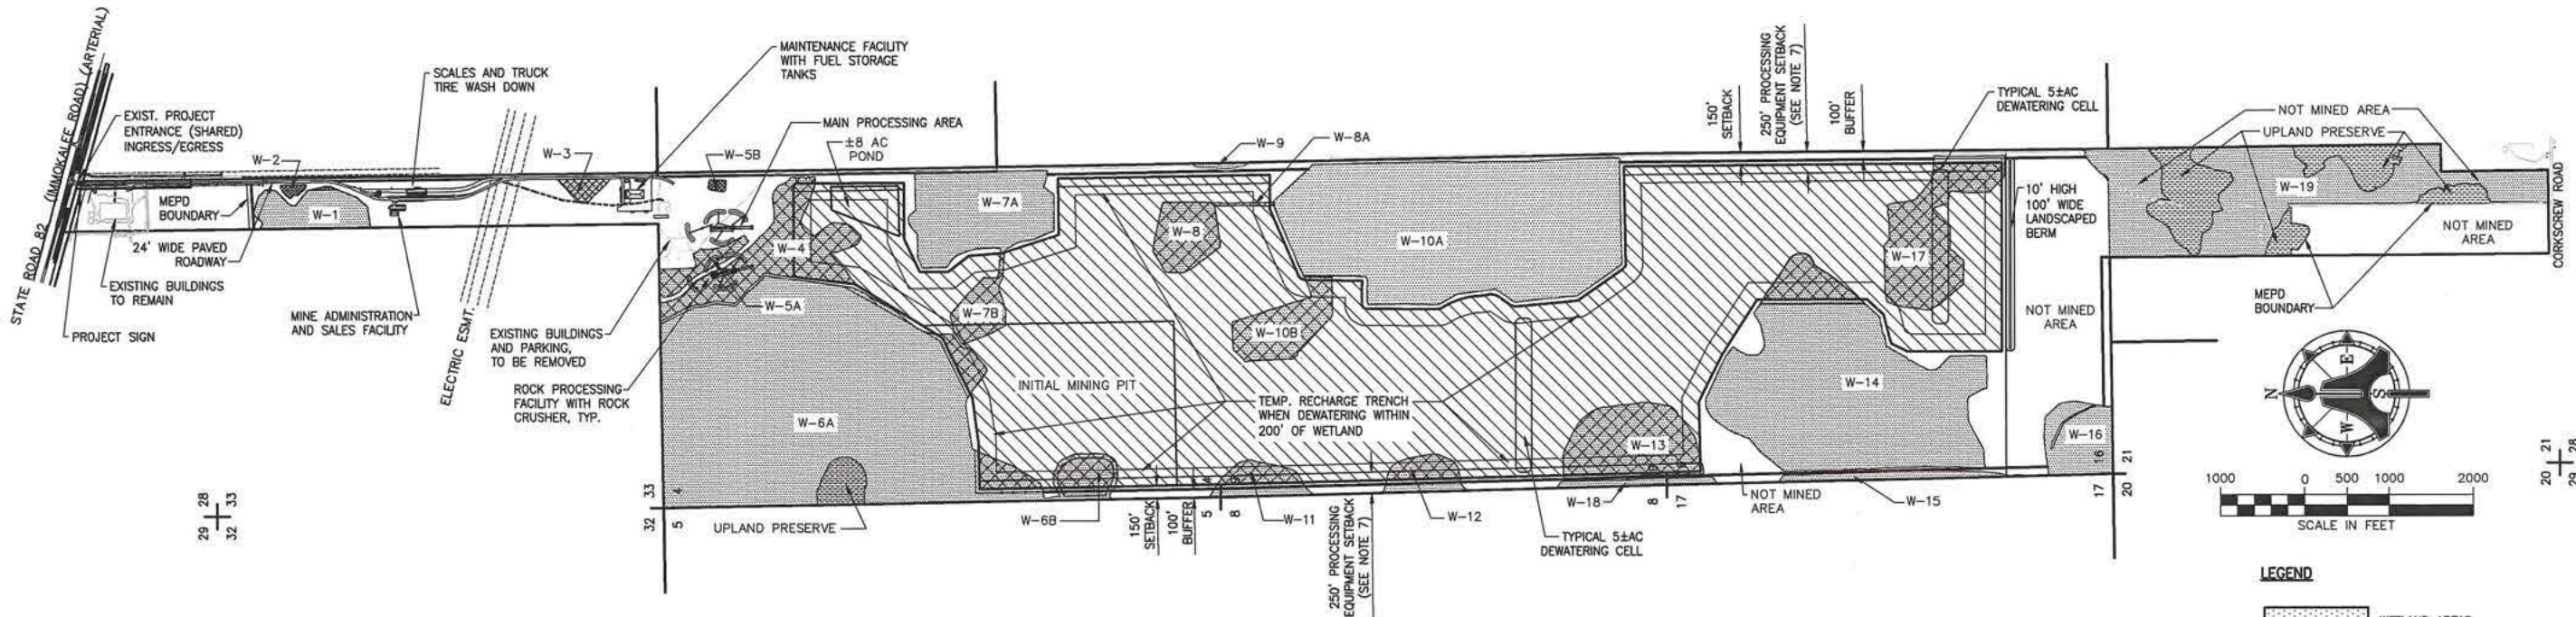 STATE ROAD 82 (IMMOKALEE ROAD) (ARTERIAL)
EXIST. PROJECT
ENTRANCE (SHARED)
INGRESS/EGRESS
SCALES AND TRUCK
TIRE WASH DOWN
MAINTENANCE FACILITY
WITH FUEL STORAGE
TANKS
MAIN PROCESSING AREA
±8 AC
POND
W-2
W-3
W-5B
W-1
MEPD
BOUNDARY
24' WIDE PAVED
ROADWAY
EXISTING BUILDINGS
TO REMAIN
PROJECT SIGN
MINE ADMINISTRATION
AND SALES FACILITY
ELECTRIC ESMT.
EXISTING BUILDINGS
AND PARKING,
TO BE REMOVED
ROCK PROCESSING
FACILITY WITH ROCK
CRUSHER, TYP.
W-4
W-5A
W-6A
W-7A
W-7B
W-8
W-8A
W-9
W-10A
W-10B
INITIAL MINING PIT
TEMP. RECHARGE TRENCH
WHEN DEWATERING WITHIN
200' OF WETLAND
150'
SETBACK
250' PROCESSING
EQUIPMENT SETBACK
(SEE NOTE 7)
100'
BUFFER
TYPICAL 5±AC
DEWATERING CELL
W-17
10' HIGH
100' WIDE
LANDSCAPED
BERM
NOT MINED
AREA
W-14
W-13
W-16
NOT MINED AREA
UPLAND PRESERVE
W-19
NOT MINED
AREA
CORKSCREW ROAD
MEPD
BOUNDARY
N
E
S
W
1000
0
500
1000
2000
SCALE IN FEET
20 21 28
29
LEGEND
28 33
29 32
33 4
32 5
UPLAND PRESERVE
W-6B
150'
SETBACK
100'
BUFFER
4 9
5 8
W-11
250' PROCESSING
EQUIPMENT SETBACK
(SEE NOTE 7)
W-12
TYPICAL 5±AC
DEWATERING CELL
W-18
8 17
NOT MINED
AREA
W-15
16 21
17 20